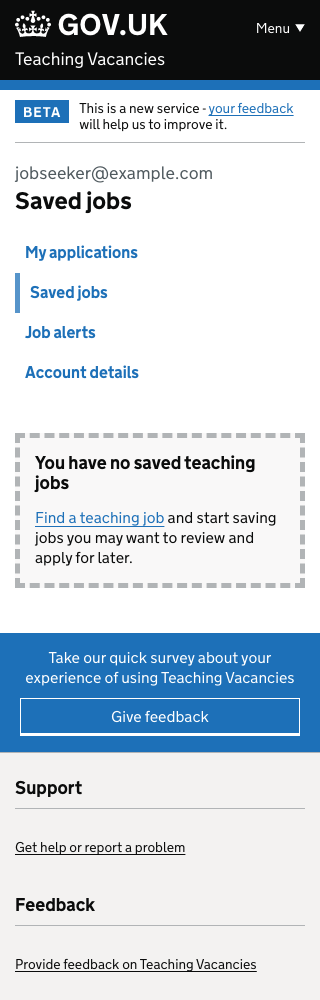 GOV.UK
Menu ▼
Teaching Vacancies
BETA
This is a new service - your feedback
will help us to improve it.
jobseeker@example.com
Saved jobs
My applications
Saved jobs
Job alerts
Account details
You have no saved teaching
jobs
Find a teaching job and start saving
jobs you may want to review and
apply for later.
Take our quick survey about your
experience of using Teaching Vacancies
Give feedback
Support
Get help or report a problem
Feedback
Provide feedback on Teaching Vacancies